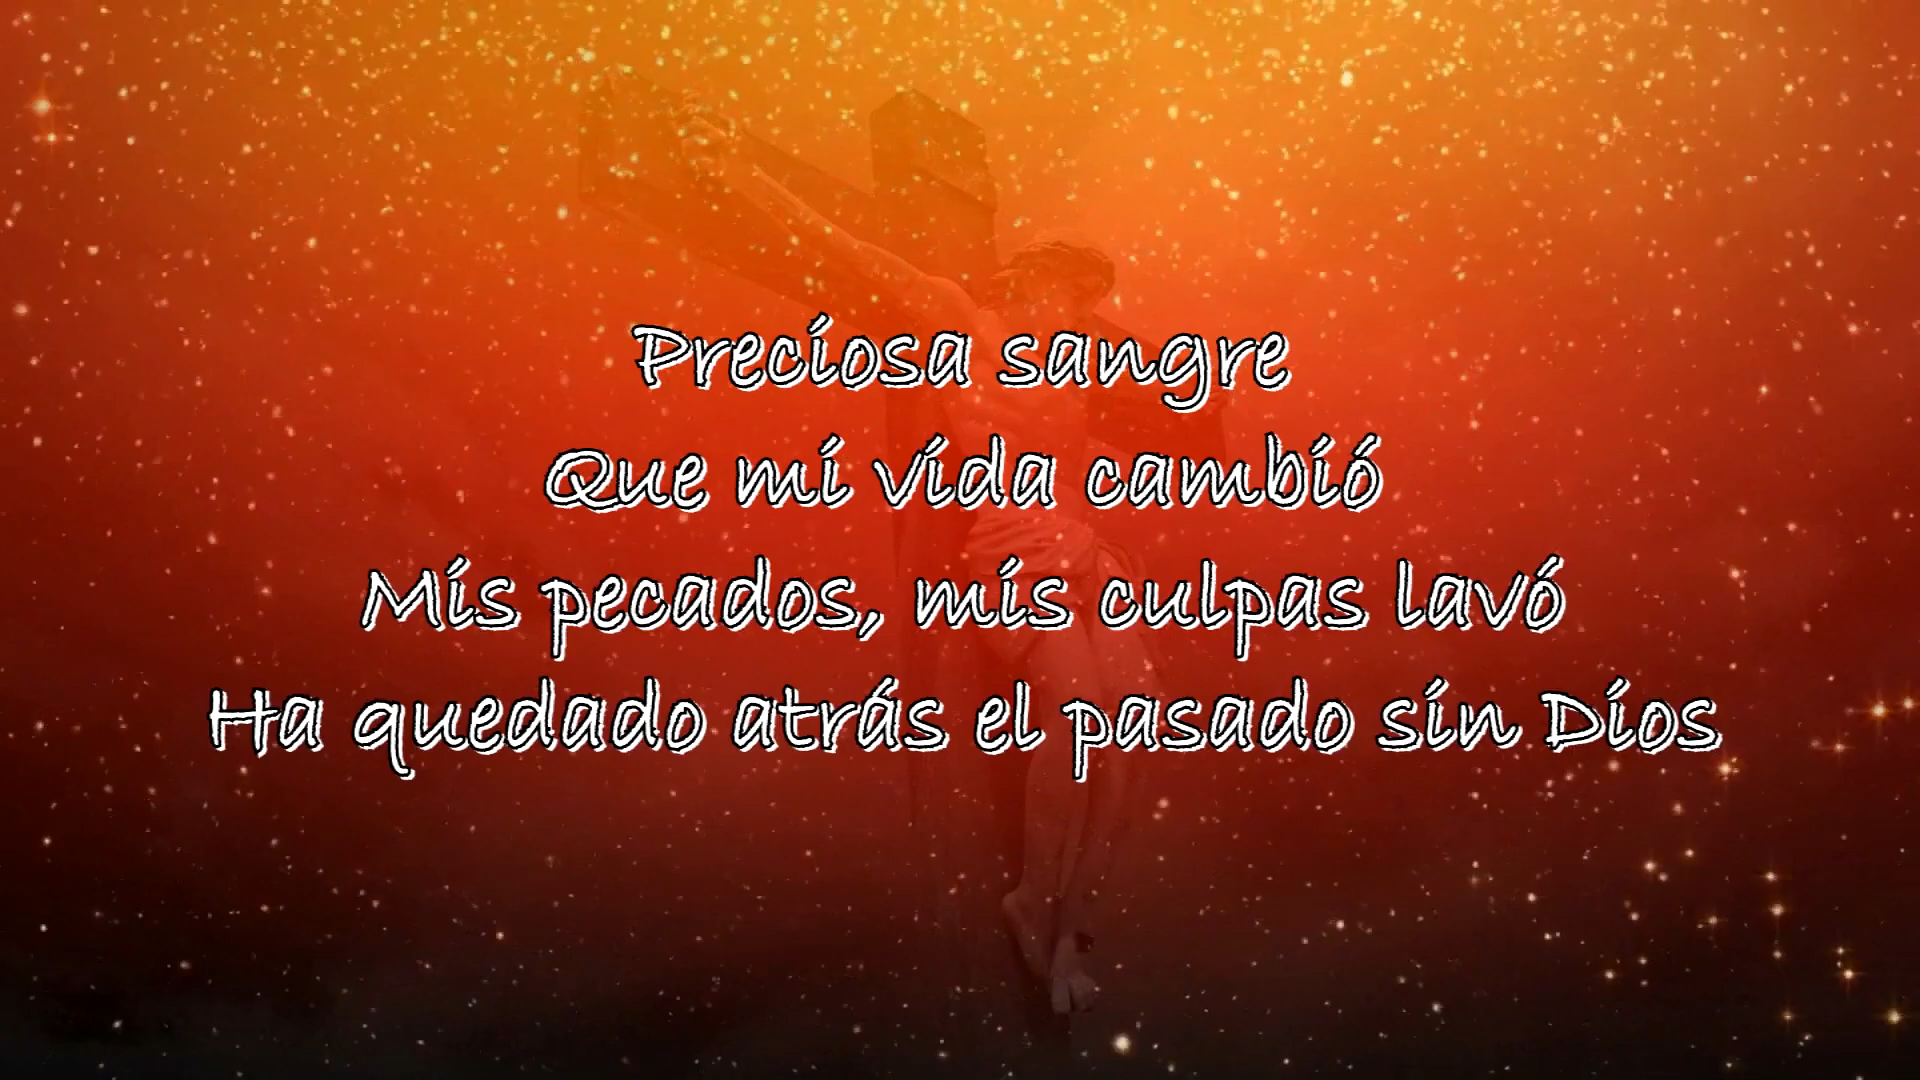 Preciosa sangre
Que mi vida cambió
Mis pecados, mis culpas lavó
Ha quedado atrás el pasado sin Dios